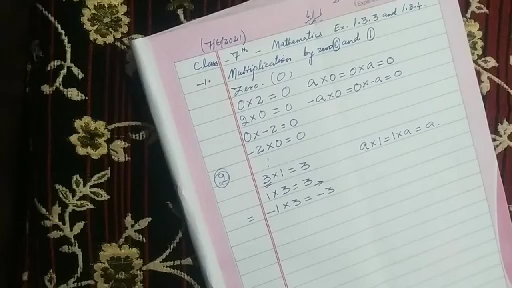 (7/6/2021)
Class - 7th - Mathematics Ex. 1.3.3 and 1.3.4.
-1. Multiplication by zero and 1
Zero. (0)
0 x 2 = 0 a x 0 = 0 x a = 0
2 x 0 = 0 -a x 0 = 0 x -a = 0
0 x -2 = 0
-2 x 0 = 0
3 x 1 = 3 a x 1 = 1 x a = a.
1 x 3 = 3
= -1 x 3 = -3